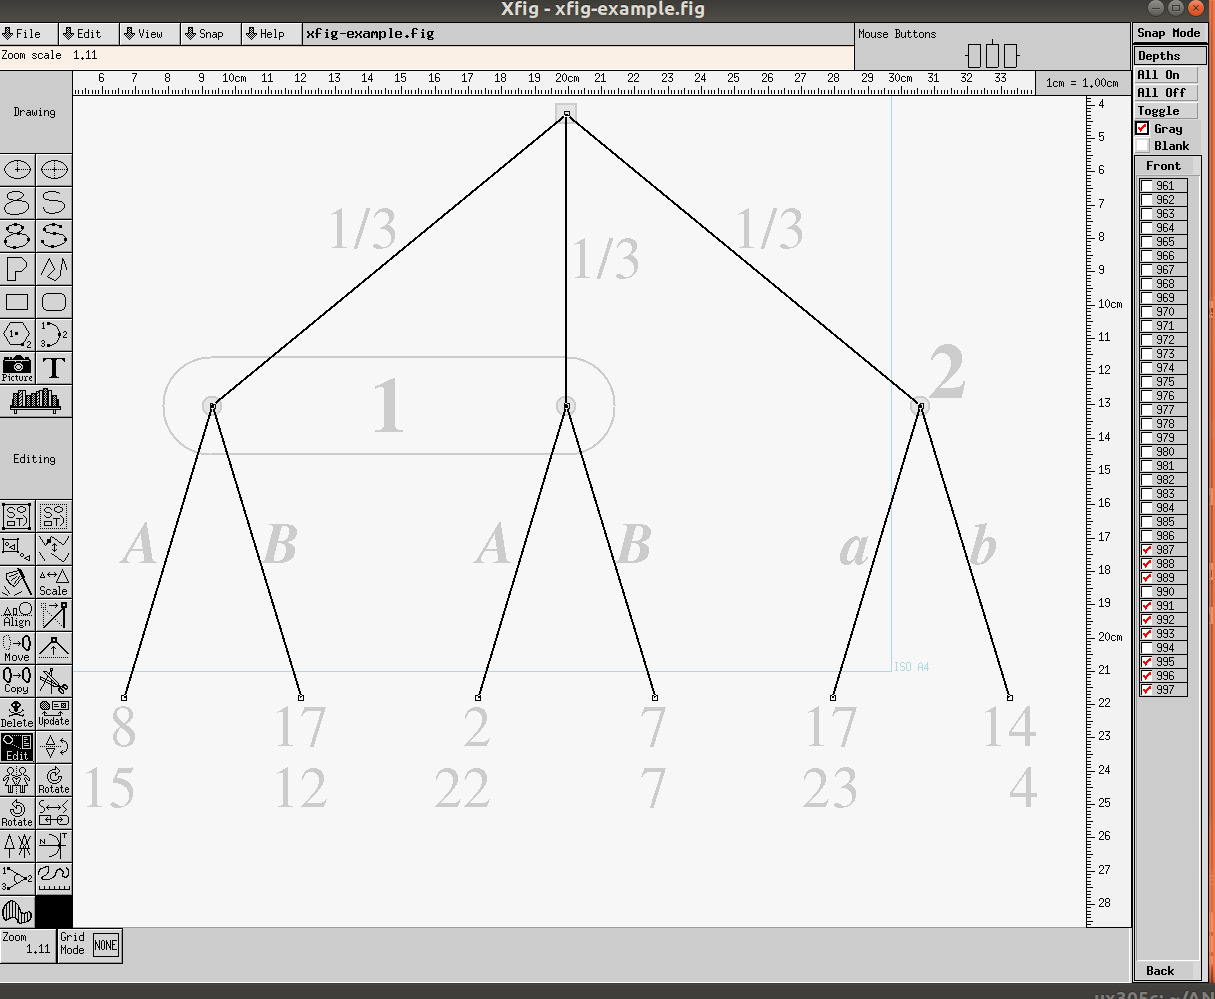 Xfig - xfig-example.fig
File Edit View Snap Help xfig-example.fig
Mouse Buttons
Snap Mode
Zoom scale 1.11
Depths
All On
All Off
Toggle
Gray
Blank
Front
6 7 8 9 10cm 11 12 13 14 15 16 17 18 19 20cm 21 22 23 24 25 26 27 28 29 30cm 31 32 33
1cm = 1.00cm
Drawing
1 2
1 2 3
Picture T
Editing
Scale
Align
Move
Copy
Delete Update
Edit
Rotate
Rotate
N T
1 2 3
Zoom
1.11
Grid
Mode NONE
1/3 1/3 1/3
1 2
A B A B a b
ISO A4
8 17 2 7 17 14
15 12 22 7 23 4
4
5
6
7
8
9
10cm
11
12
13
14
15
16
17
18
19
20cm
21
22
23
24
25
26
27
28
961
962
963
964
965
966
967
968
969
970
971
972
973
974
975
976
977
978
979
980
981
982
983
984
985
986
987
988
989
990
991
992
993
994
995
996
997
Back